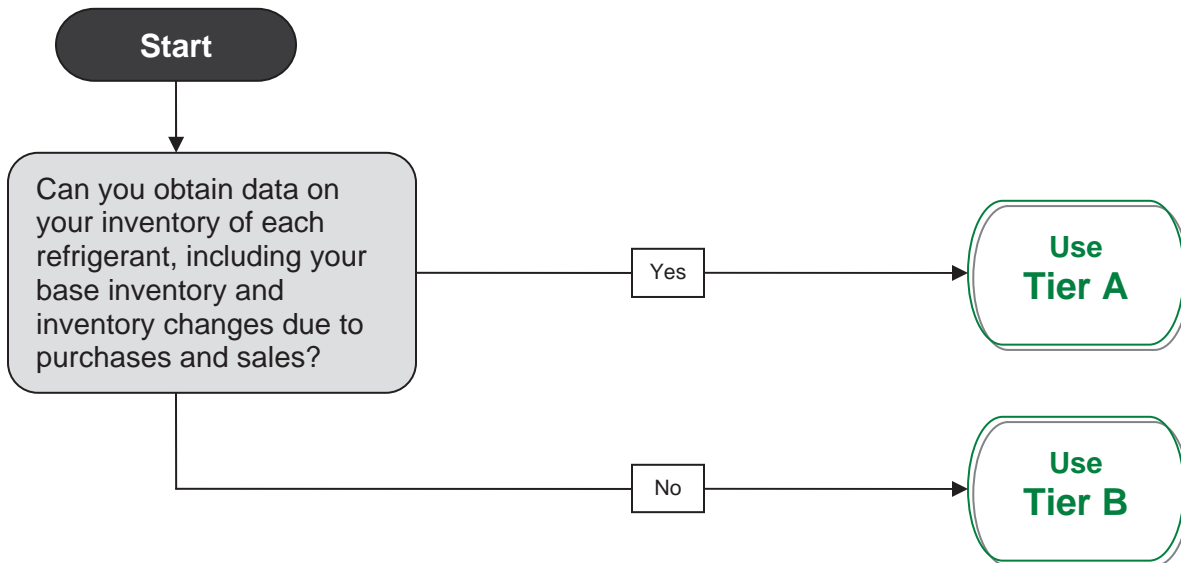 Start
Can you obtain data on
your inventory of each
refrigerant, including your
base inventory and
inventory changes due to
purchases and sales?
Yes
Use
Tier A
No
Use
Tier B